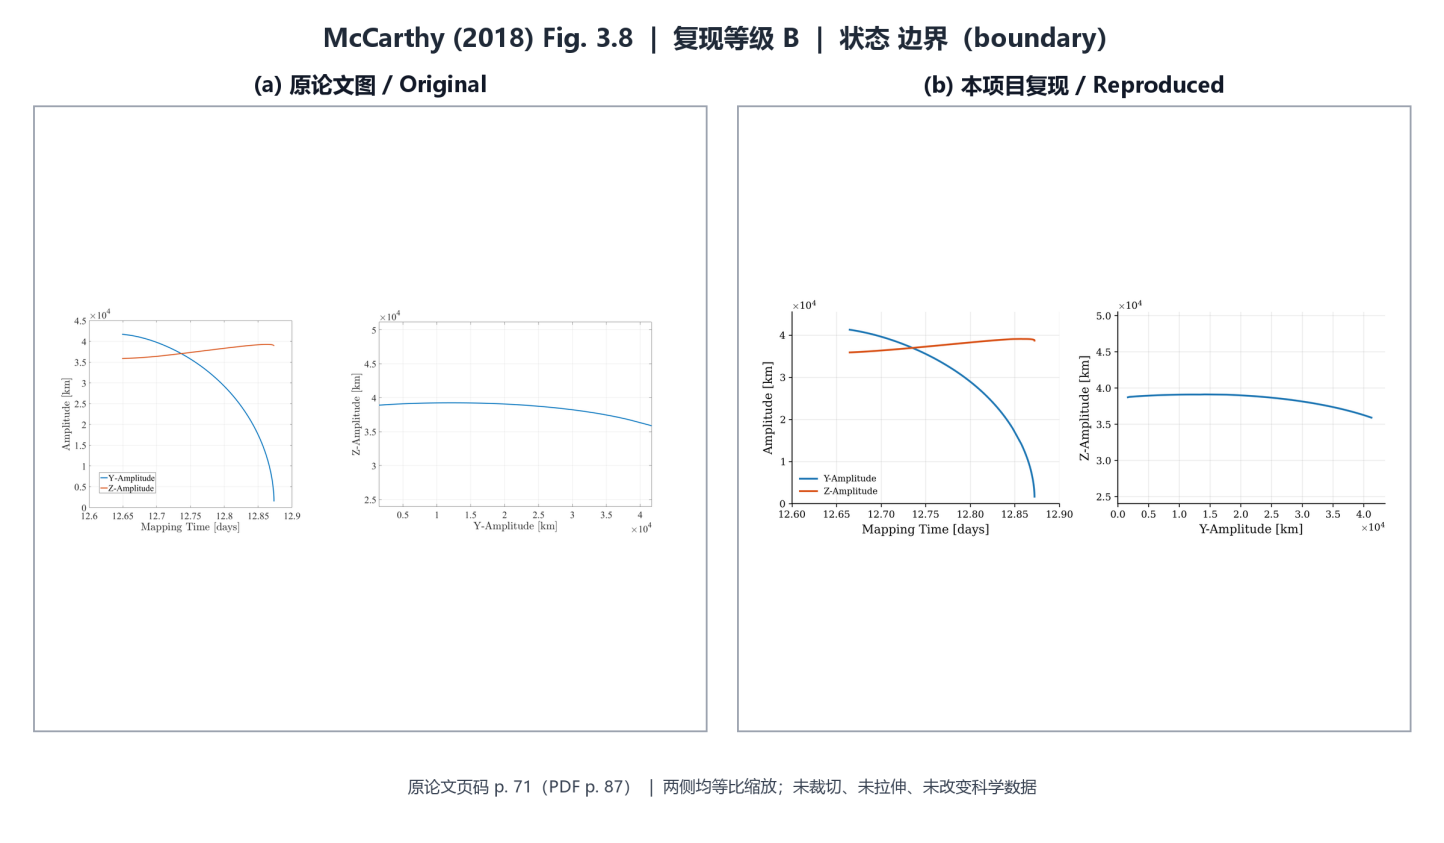 McCarthy (2018) Fig. 3.8 | 复现等级 B | 状态 边界（boundary）
(a) 原论文图 / Original
×10⁴
4.5
4
3.5
3
2.5
2
1.5
1
0.5
0
Amplitude [km]
Y-Amplitude
Z-Amplitude
12.6 12.65 12.7 12.75 12.8 12.85 12.9
Mapping Time [days]
×10⁴
5
4.5
4
3.5
3
2.5
Z-Amplitude [km]
0.5 1 1.5 2 2.5 3 3.5 4
Y-Amplitude [km]
×10⁴
(b) 本项目复现 / Reproduced
×10⁴
4
3
2
1
0
Amplitude [km]
Y-Amplitude
Z-Amplitude
12.60 12.65 12.70 12.75 12.80 12.85 12.90
Mapping Time [days]
×10⁴
5.0
4.5
4.0
3.5
3.0
2.5
Z-Amplitude [km]
0.0 0.5 1.0 1.5 2.0 2.5 3.0 3.5 4.0
Y-Amplitude [km]
×10⁴
原论文页码 p. 71（PDF p. 87） | 两侧均等比缩放；未裁切、未拉伸、未改变科学数据